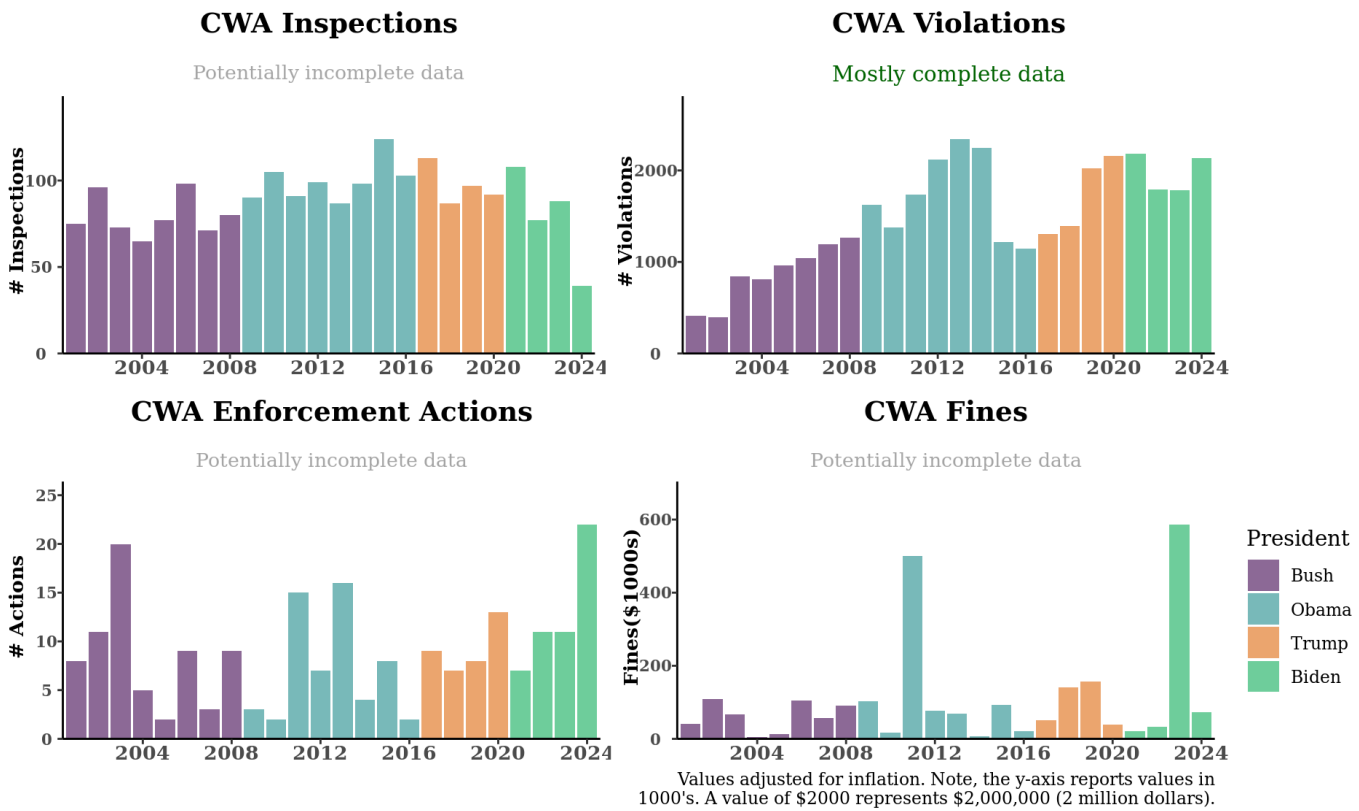 CWA Inspections
Potentially incomplete data
# Inspections
100
50
0
2004 2008 2012 2016 2020 2024
CWA Violations
Mostly complete data
# Violations
2000
1000
0
2004 2008 2012 2016 2020 2024
CWA Enforcement Actions
Potentially incomplete data
# Actions
25
20
15
10
5
0
2004 2008 2012 2016 2020 2024
CWA Fines
Potentially incomplete data
Fines($1000s)
600
400
200
0
2004 2008 2012 2016 2020 2024
President
Bush
Obama
Trump
Biden
Values adjusted for inflation. Note, the y-axis reports values in
1000's. A value of $2000 represents $2,000,000 (2 million dollars).